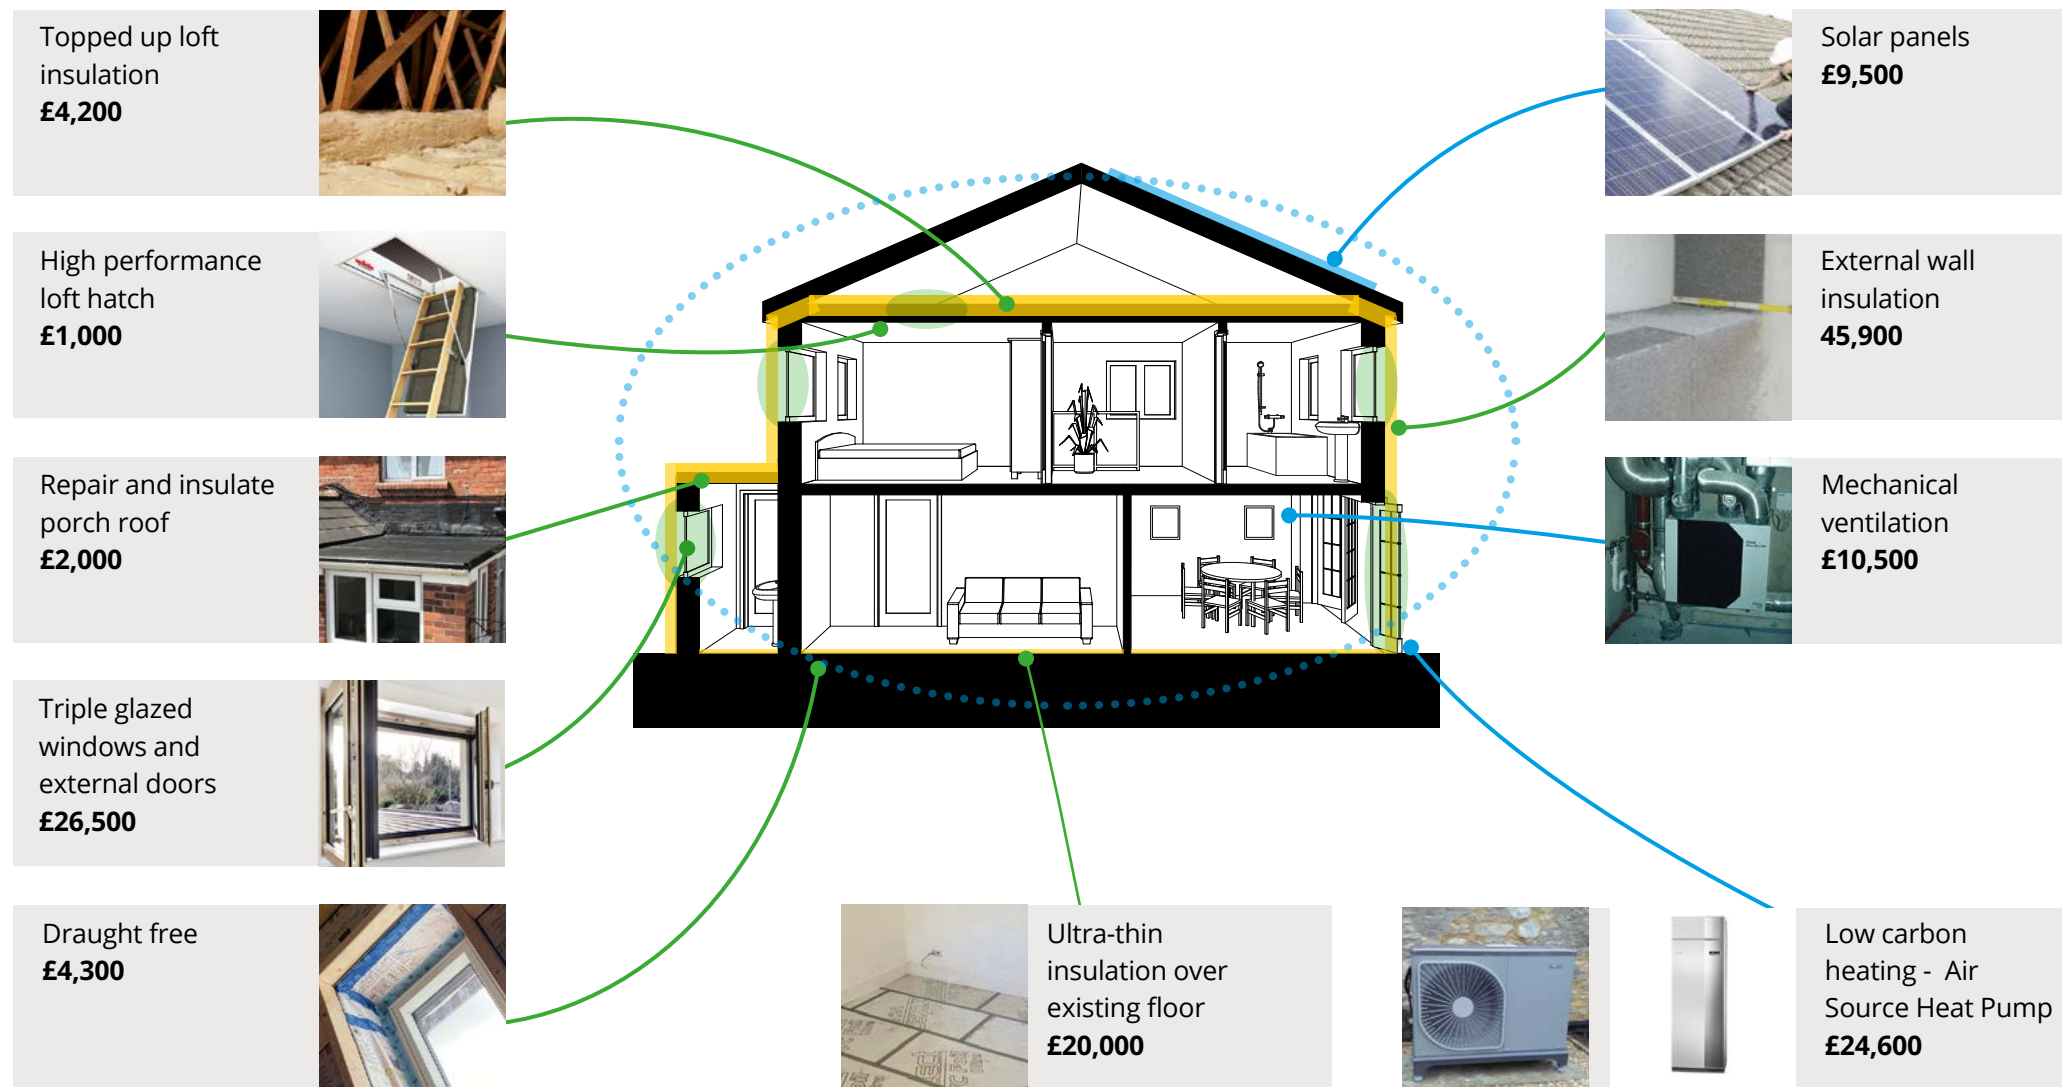 Topped up loft
insulation
£4,200
High performance
loft hatch
£1,000
Repair and insulate
porch roof
£2,000
Triple glazed
windows and
external doors
£26,500
Draught free
£4,300
Ultra-thin
insulation over
existing floor
£20,000
Solar panels
£9,500
External wall
insulation
45,900
Mechanical
ventilation
£10,500
Low carbon
heating - Air
Source Heat Pump
£24,600